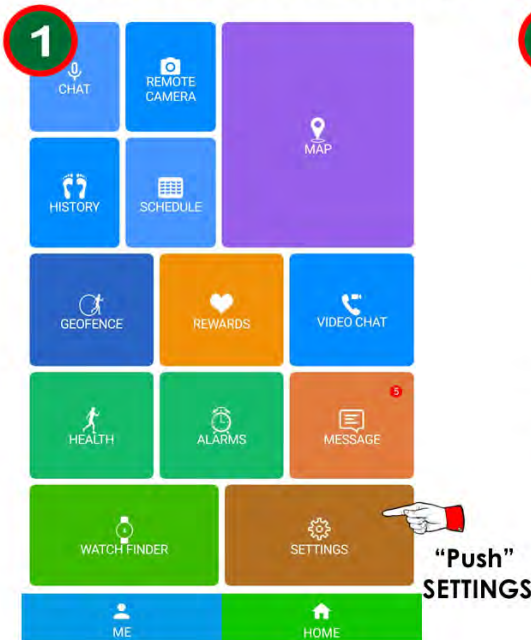 1
CHAT
REMOTE
CAMERA
MAP
HISTORY
SCHEDULE
GEOFENCE
REWARDS
VIDEO CHAT
HEALTH
ALARMS
5
MESSAGE
WATCH FINDER
SETTINGS
“Push”
SETTINGS
ME
HOME